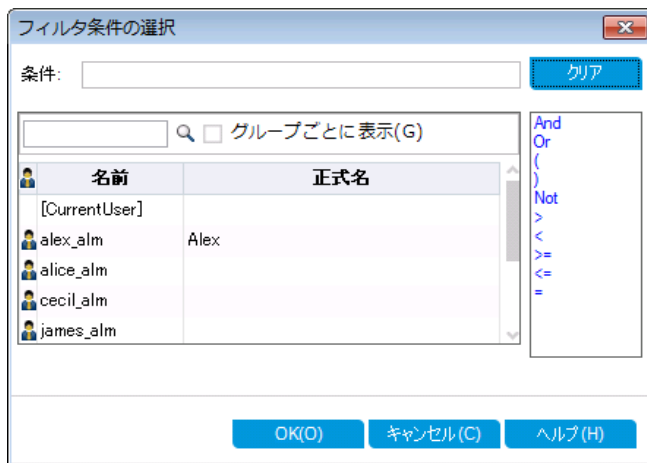 フィルタ条件の選択
条件:
クリア
グループごとに表示(G)
名前 正式名
[CurrentUser]
alex_alm Alex
alice_alm
cecil_alm
james_alm
And
Or
(
)
Not
>
<
>=
<=
=
OK(O) キャンセル(C) ヘルプ(H)